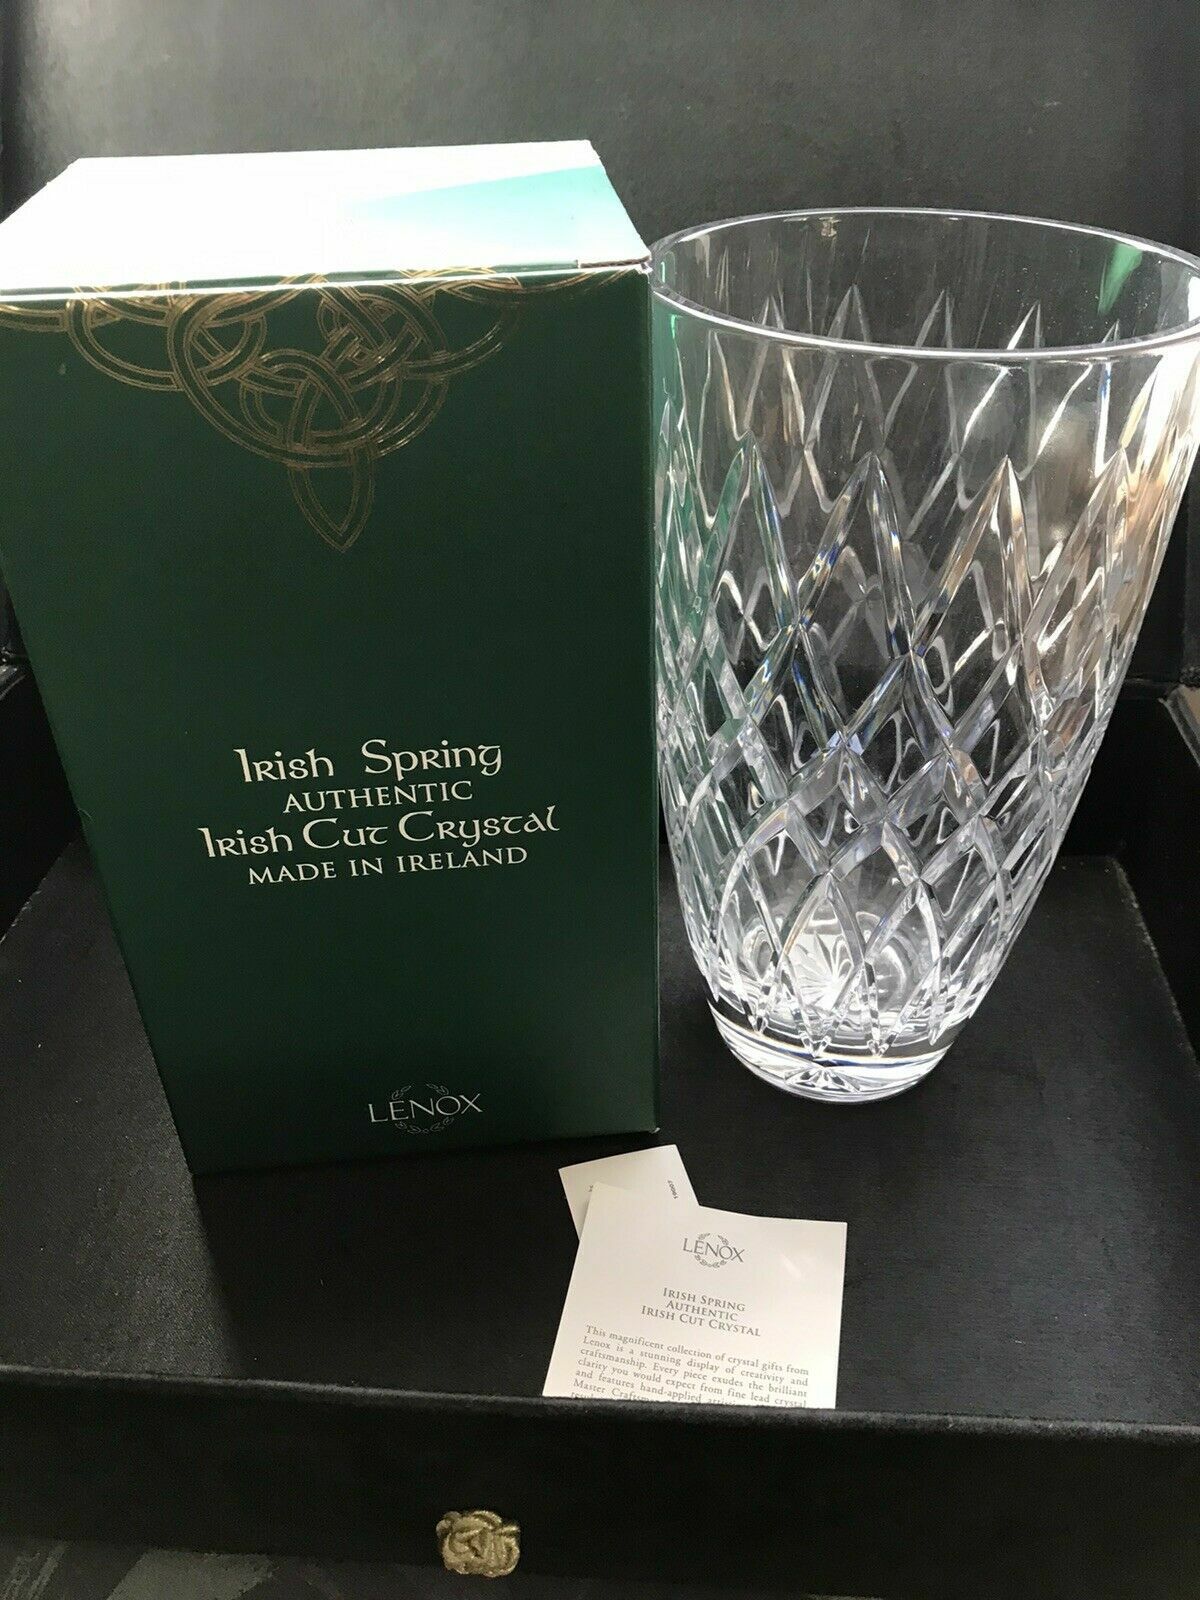 Irish Spring
AUTHENTIC
Irish Cut Crystal
MADE IN IRELAND
LENOX
LENOX
IRISH SPRING
AUTHENTIC
IRISH CUT CRYSTAL
This magnificent collection of crystal gifts from
Lenox is a stunning display of creativity and
craftsmanship. Every piece exudes the brilliant
clarity you would expect from fine lead crystal
and features hand-applied
Master